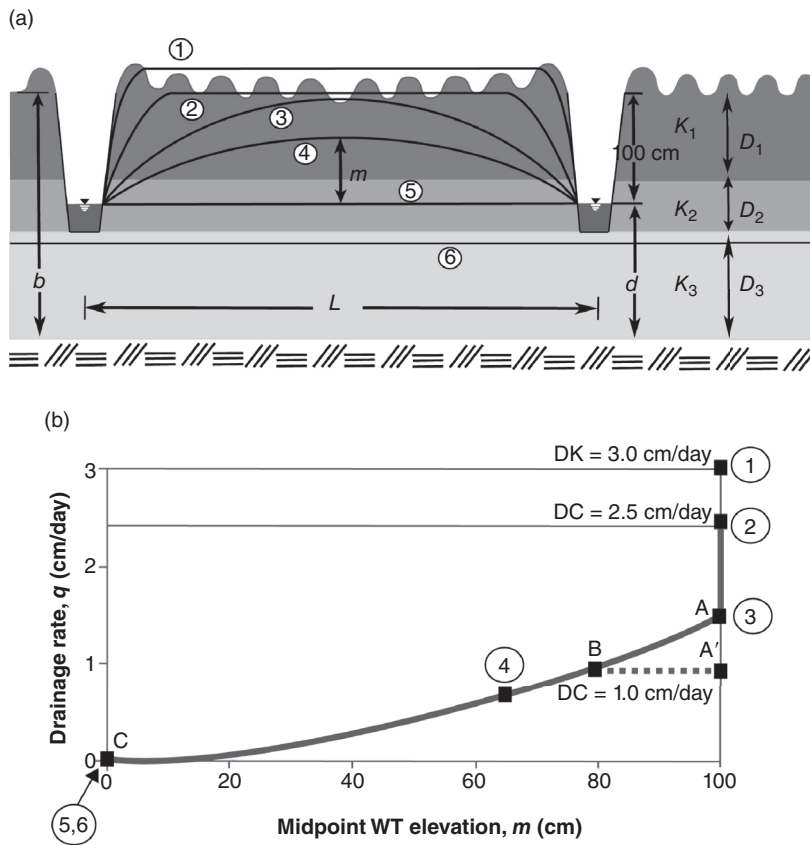 (a)
1
2
3
4
5
6
m
K1
D1
100 cm
K2
D2
K3
D3
b
L
d
(b)
Drainage rate, q (cm/day)
3
2
1
0
DK = 3.0 cm/day
1
DC = 2.5 cm/day
2
A
3
B
A′
4
DC = 1.0 cm/day
C
5,6
0 20 40 60 80 100
Midpoint WT elevation, m (cm)